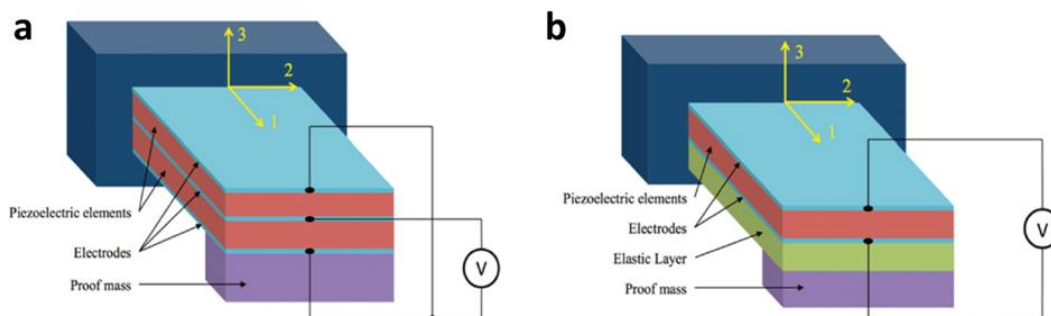 a
3
2
1
Piezoelectric elements
Electrodes
Proof mass
V
b
3
2
1
Piezoelectric elements
Electrodes
Elastic Layer
Proof mass
V